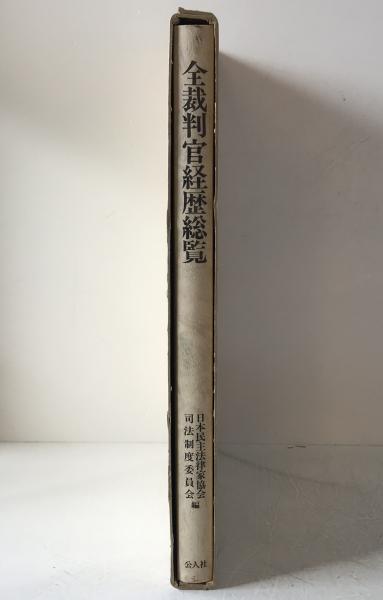 全裁判官経歴総覧
日本民主法律家協会
司法制度委員会
編
公人社